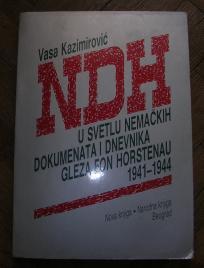 Vasa Kazimirović
NDH
U SVETLU NEMAČKIH
DOKUMENATA I DNEVNIKA
GLEZA FON HORSTENAU
1941–1944
Nova knjiga • Narodna knjiga
Beograd